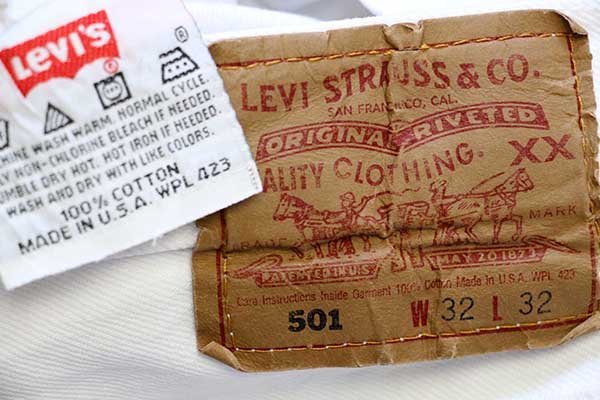 LEVI'S
®
MACHINE WASH WARM. NORMAL CYCLE.
ONLY NON-CHLORINE BLEACH IF NEEDED.
TUMBLE DRY HOT. HOT IRON IF NEEDED.
WASH AND DRY WITH LIKE COLORS.
100% COTTON
MADE IN U.S.A. WPL 423
LEVI STRAUSS & CO.
SAN FRANCISCO, CAL.
ORIGINAL RIVETED
QUALITY CLOTHING.
XX
TRADE MARK
PATENTED IN U.S. MAY 20 1873
Care Instructions Inside Garment 100% Cotton Made in U.S.A. WPL 423
501 W 32 L 32